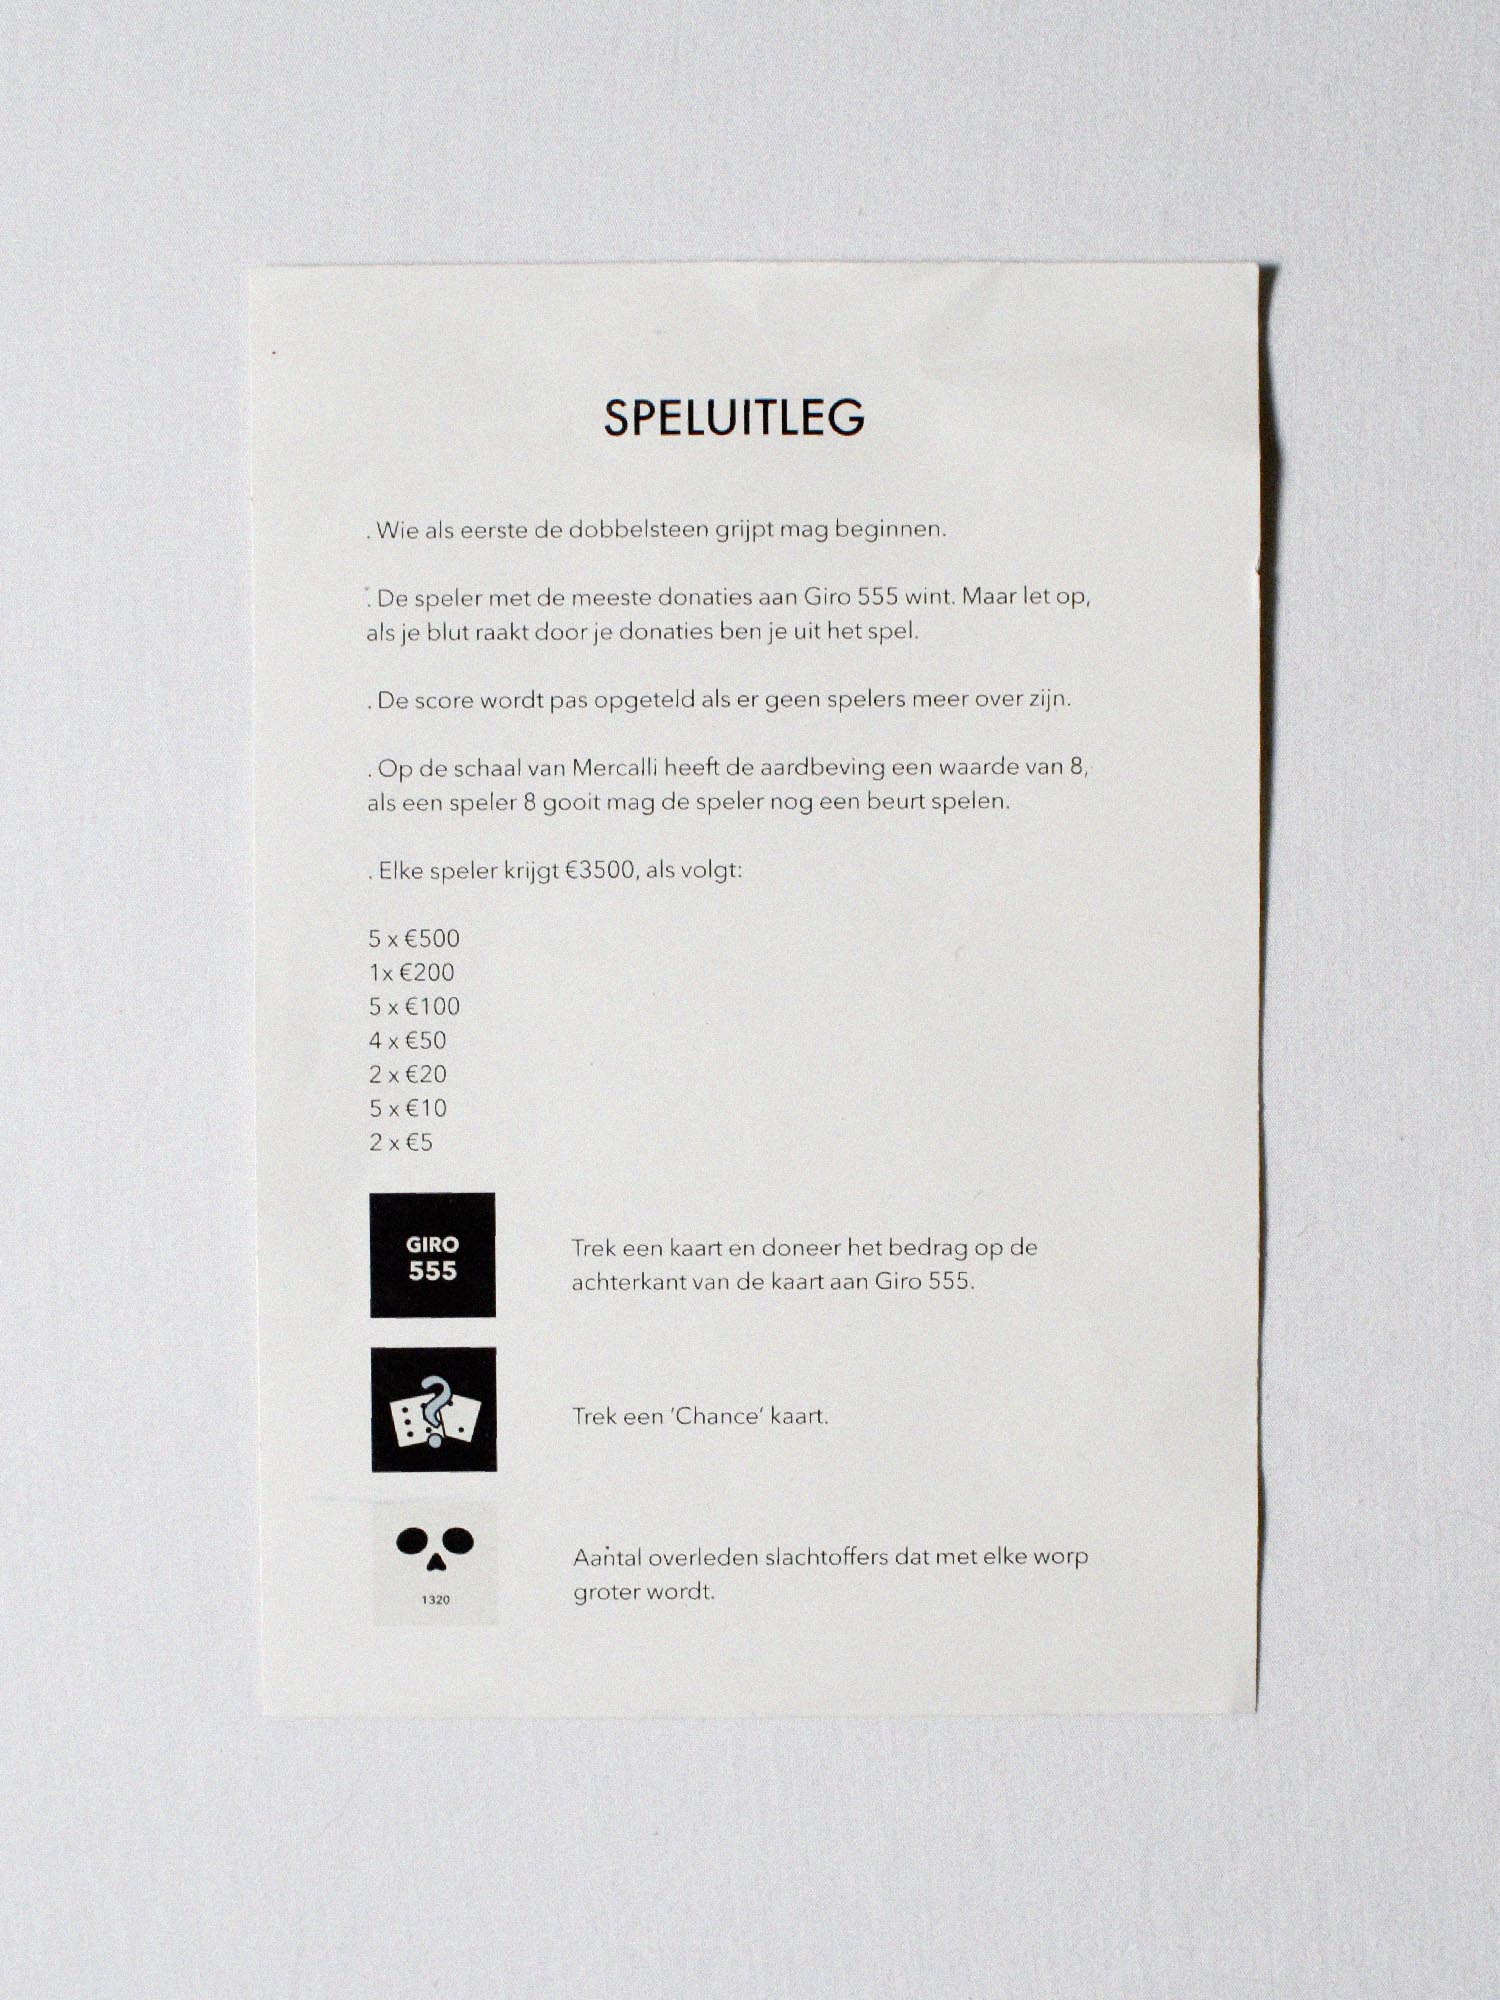 SPELUITLEG
. Wie als eerste de dobbelsteen grijpt mag beginnen.
. De speler met de meeste donaties aan Giro 555 wint. Maar let op,
als je blut raakt door je donaties ben je uit het spel.
. De score wordt pas opgeteld als er geen spelers meer over zijn.
. Op de schaal van Mercalli heeft de aardbeving een waarde van 8,
als een speler 8 gooit mag de speler nog een beurt spelen.
. Elke speler krijgt €3500, als volgt:
5 x €500
1x €200
5 x €100
4 x €50
2 x €20
5 x €10
2 x €5
GIRO
555
Trek een kaart en doneer het bedrag op de
achterkant van de kaart aan Giro 555.
?
Trek een 'Chance' kaart.
1320
Aantal overleden slachtoffers dat met elke worp
groter wordt.